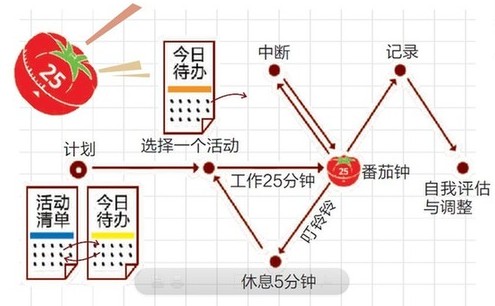 25
今日
待办
中断
记录
计划
选择一个活动
工作25分钟
25
番茄钟
自我评估
与调整
活动
清单
今日
待办
叮铃铃
休息5分钟